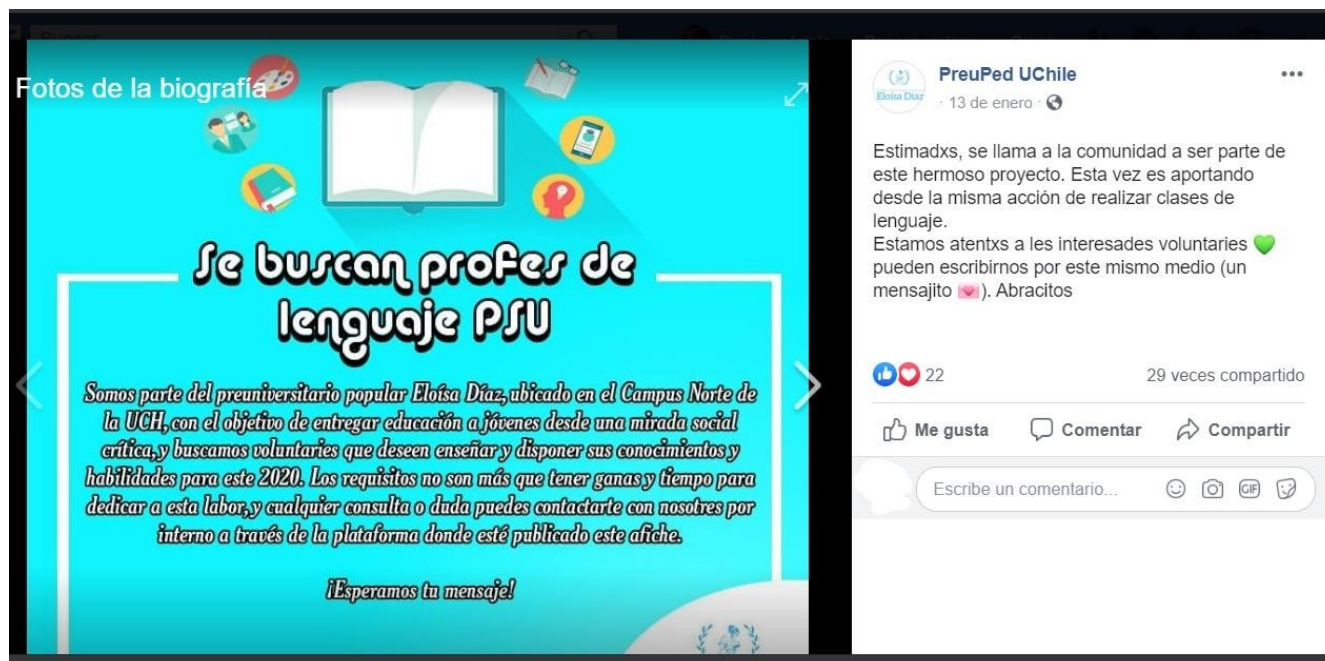 Fotos de la biografía
Se buscan profes de
lenguaje PSU
Somos parte del preuniversitario popular Eloísa Díaz, ubicado en el Campus Norte de
la UCH, con el objetivo de entregar educación a jóvenes desde una mirada social
crítica, y buscamos voluntaries que deseen enseñar y disponer sus conocimientos y
habilidades para este 2020. Los requisitos no son más que tener ganas y tiempo para
dedicar a esta labor, y cualquier consulta o duda puedes contactarte con nosotres por
interno a través de la plataforma donde esté publicado este afiche.
¡Esperamos tu mensaje!
Eloísa Díaz
PreuPed UChile
· 13 de enero ·
Estimadxs, se llama a la comunidad a ser parte de
este hermoso proyecto. Esta vez es aportando
desde la misma acción de realizar clases de
lenguaje.
Estamos atentxs a les interesades voluntaries 💚
pueden escribirnos por este mismo medio (un
mensajito 💌). Abracitos
22
29 veces compartido
Me gusta
Comentar
Compartir
Escribe un comentario...
GIF